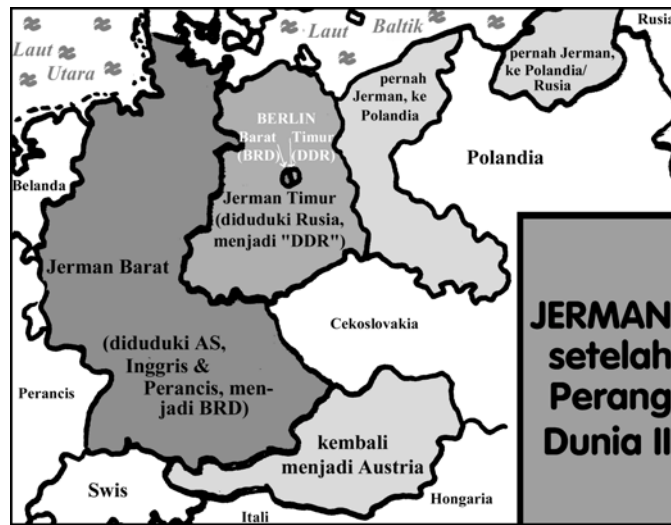 Laut
Utara
Laut
Baltik
Rusia
pernah Jerman,
ke Polandia/
Rusia
pernah
Jerman, ke
Polandia
BERLIN
Barat Timur
(BRD) (DDR)
Polandia
Belanda
Jerman Timur
(diduduki Rusia,
menjadi "DDR")
Jerman Barat
(diduduki AS,
Inggris &
Perancis, men-
jadi BRD)
Cekoslovakia
Perancis
kembali
menjadi Austria
Swis
Itali
Hongaria
JERMAN
setelah
Perang
Dunia II